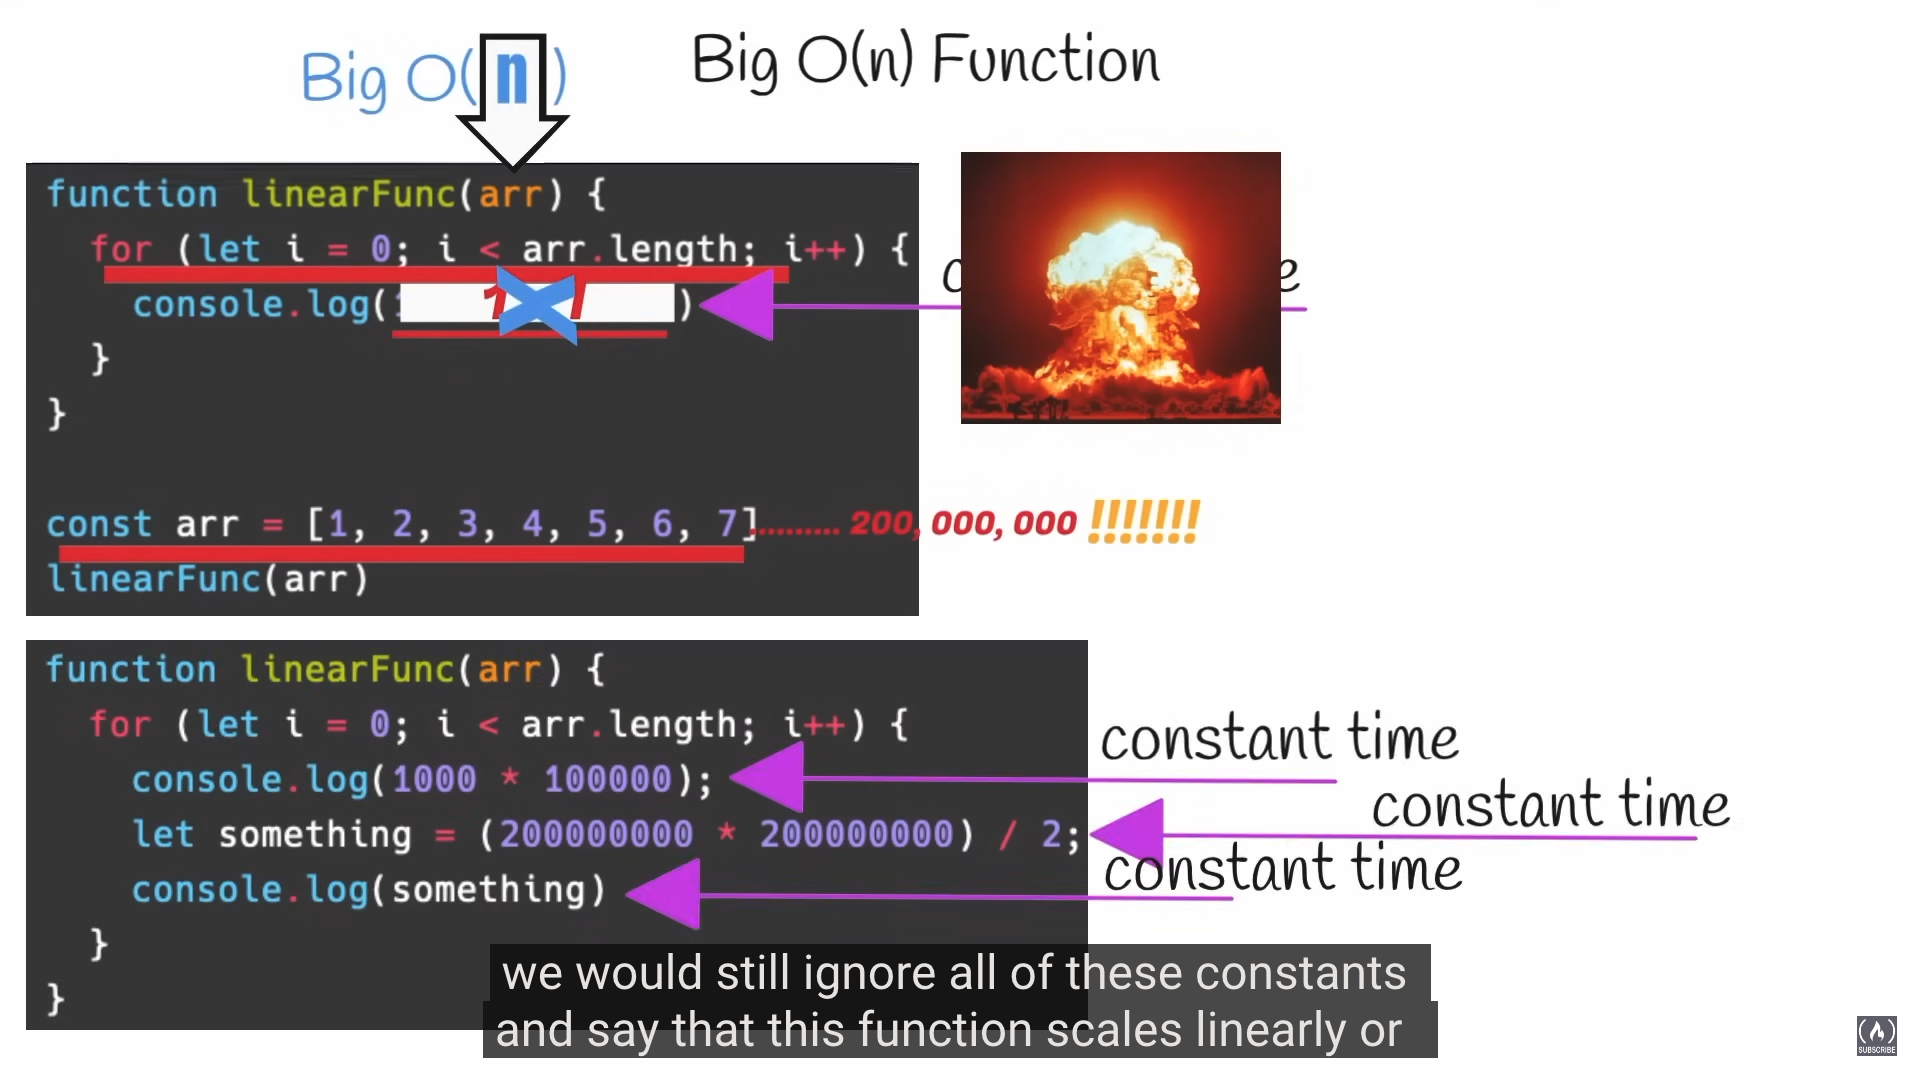 Big O(n)
Big O(n) Function
function linearFunc(arr) {
for (let i = 0; i < arr.length; i++) {
console.log( )
}
}
const arr = [1, 2, 3, 4, 5, 6, 7]......... 200, 000, 000 !!!!!!!
linearFunc(arr)
function linearFunc(arr) {
for (let i = 0; i < arr.length; i++) {
console.log(1000 * 100000);
constant time
let something = (200000000 * 200000000) / 2;
constant time
console.log(something)
constant time
}
}
we would still ignore all of these constants
and say that this function scales linearly or
SUBSCRIBE